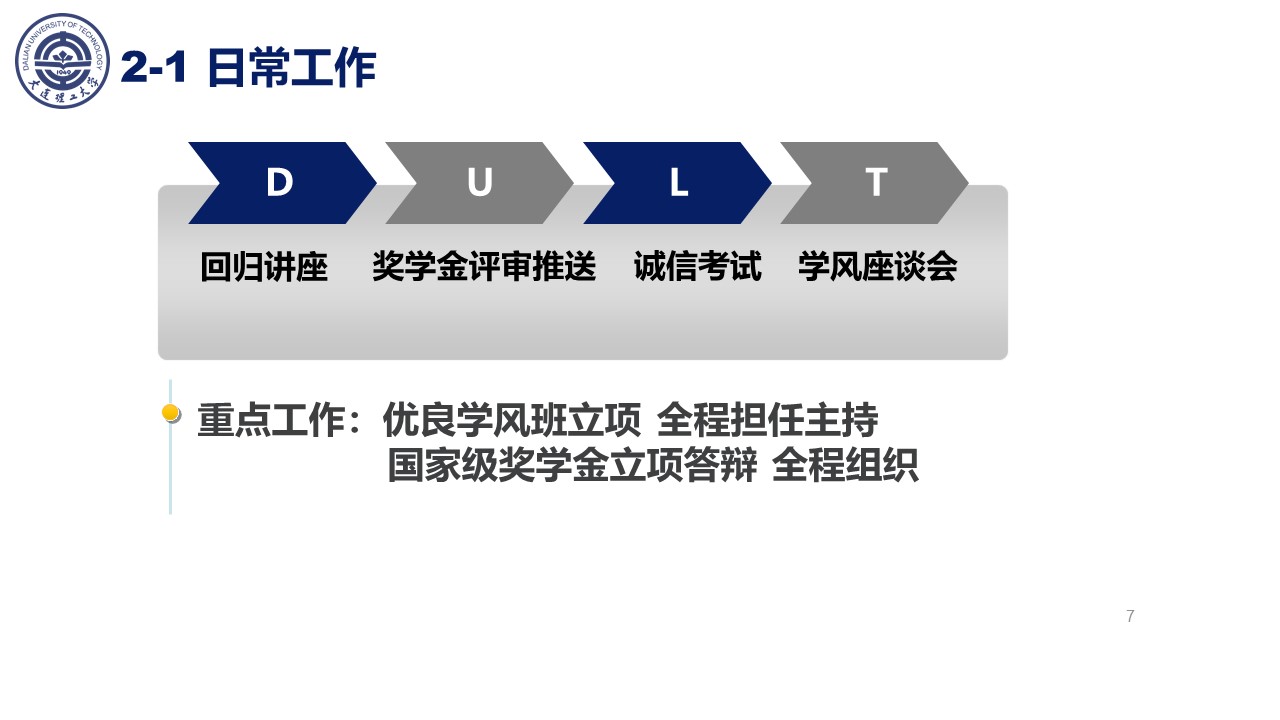 DALIAN UNIVERSITY OF TECHNOLOGY
1949
大连理工大学
2-1 日常工作
D U L T
回归讲座 奖学金评审推送 诚信考试 学风座谈会
重点工作：优良学风班立项 全程担任主持
国家级奖学金立项答辩 全程组织
7